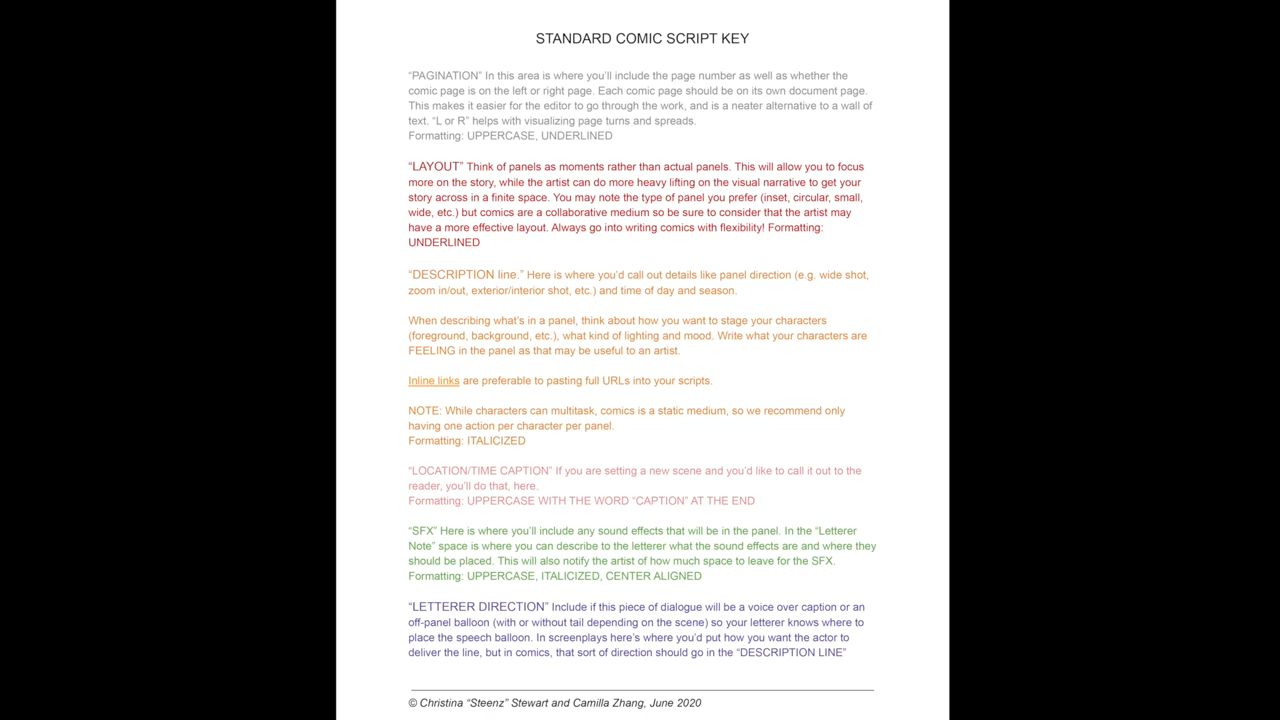 STANDARD COMIC SCRIPT KEY
“PAGINATION” In this area is where you’ll include the page number as well as whether the
comic page is on the left or right page. Each comic page should be on its own document page.
This makes it easier for the editor to go through the work, and is a neater alternative to a wall of
text. “L or R” helps with visualizing page turns and spreads.
Formatting: UPPERCASE, UNDERLINED
“LAYOUT” Think of panels as moments rather than actual panels. This will allow you to focus
more on the story, while the artist can do more heavy lifting on the visual narrative to get your
story across in a finite space. You may note the type of panel you prefer (inset, circular, small,
wide, etc.) but comics are a collaborative medium so be sure to consider that the artist may
have a more effective layout. Always go into writing comics with flexibility! Formatting:
UNDERLINED
“DESCRIPTION line.” Here is where you’d call out details like panel direction (e.g. wide shot,
zoom in/out, exterior/interior shot, etc.) and time of day and season.
When describing what’s in a panel, think about how you want to stage your characters
(foreground, background, etc.), what kind of lighting and mood. Write what your characters are
FEELING in the panel as that may be useful to an artist.
Inline links are preferable to pasting full URLs into your scripts.
NOTE: While characters can multitask, comics is a static medium, so we recommend only
having one action per character per panel.
Formatting: ITALICIZED
“LOCATION/TIME CAPTION” If you are setting a new scene and you’d like to call it out to the
reader, you’ll do that, here.
Formatting: UPPERCASE WITH THE WORD “CAPTION” AT THE END
“SFX” Here is where you’ll include any sound effects that will be in the panel. In the “Letterer
Note” space is where you can describe to the letterer what the sound effects are and where they
should be placed. This will also notify the artist of how much space to leave for the SFX.
Formatting: UPPERCASE, ITALICIZED, CENTER ALIGNED
“LETTERER DIRECTION” Include if this piece of dialogue will be a voice over caption or an
off-panel balloon (with or without tail depending on the scene) so your letterer knows where to
place the speech balloon. In screenplays here’s where you’d put how you want the actor to
deliver the line, but in comics, that sort of direction should go in the “DESCRIPTION LINE”
© Christina “Steenz” Stewart and Camilla Zhang, June 2020